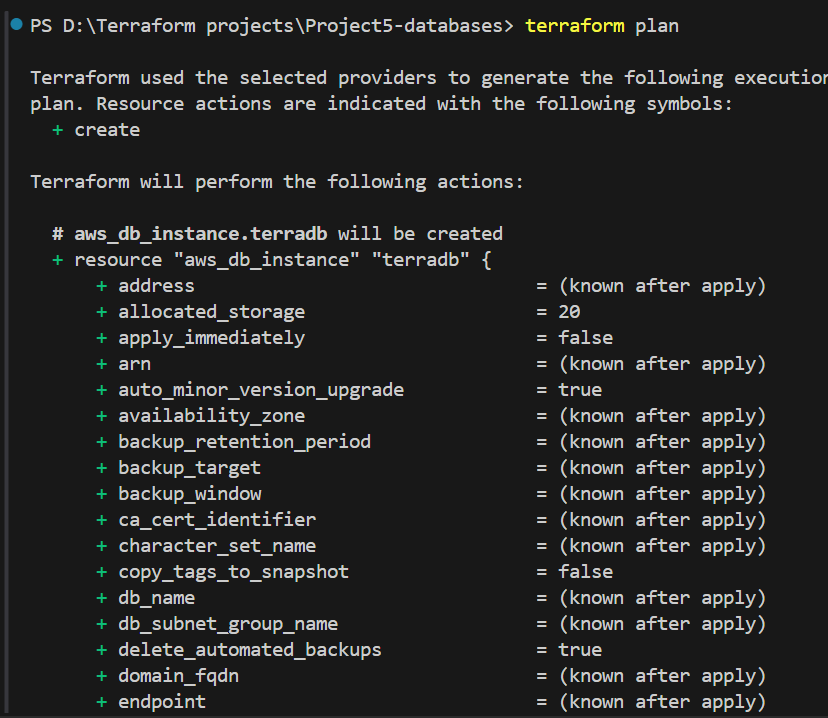 PS D:\Terraform projects\Project5-databases> terraform plan
Terraform used the selected providers to generate the following execution
plan. Resource actions are indicated with the following symbols:
+ create
Terraform will perform the following actions:
# aws_db_instance.terradb will be created
+ resource "aws_db_instance" "terradb" {
+ address = (known after apply)
+ allocated_storage = 20
+ apply_immediately = false
+ arn = (known after apply)
+ auto_minor_version_upgrade = true
+ availability_zone = (known after apply)
+ backup_retention_period = (known after apply)
+ backup_target = (known after apply)
+ backup_window = (known after apply)
+ ca_cert_identifier = (known after apply)
+ character_set_name = (known after apply)
+ copy_tags_to_snapshot = false
+ db_name = (known after apply)
+ db_subnet_group_name = (known after apply)
+ delete_automated_backups = true
+ domain_fqdn = (known after apply)
+ endpoint = (known after apply)